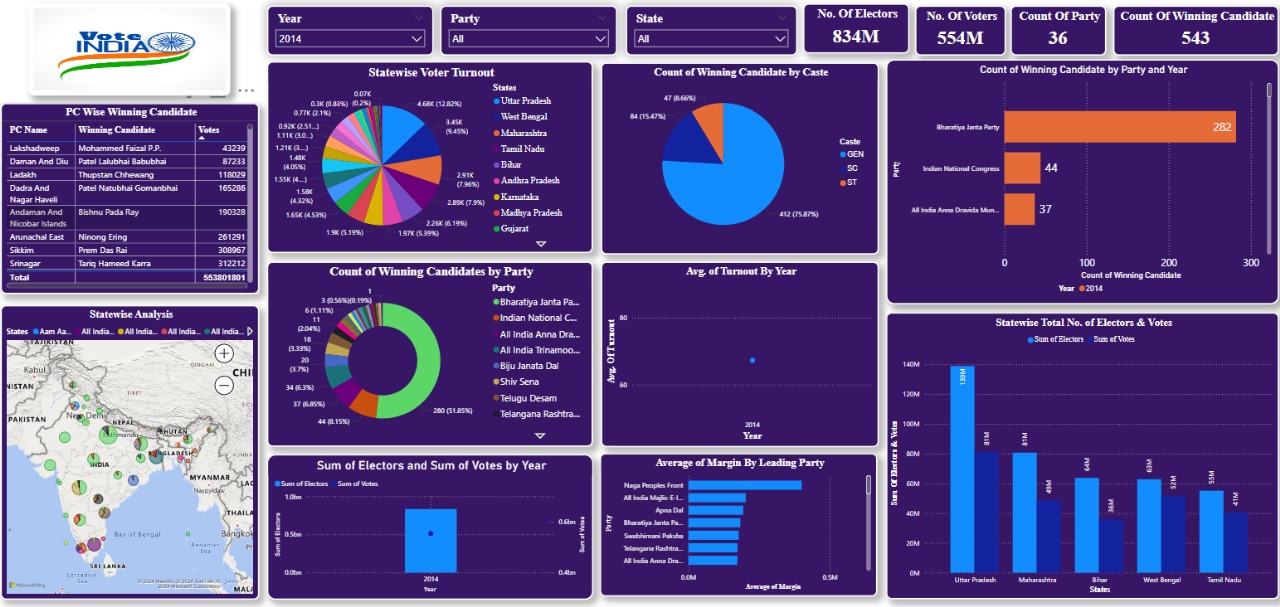 Vote
INDIA
Year
2014
Party
All
State
All
No. Of Electors
834M
No. Of Voters
554M
Count Of Party
36
Count Of Winning Candidate
543
PC Wise Winning Candidate
PC Name Winning Candidate Votes
Lakshadweep Mohammed Faizal P.P. 43239
Daman And Diu Patel Lalubhai Babubhai 87233
Ladakh Thupstan Chhewang 118029
Dadra And Nagar Haveli Patel Natubhai Gomanbhai 165286
Andaman And Nicobar Islands Bishnu Pada Ray 190328
Arunachal East Ninong Ering 261291
Sikkim Prem Das Rai 308967
Srinagar Tariq Hameed Karra 312212
Total 553801801
Statewise Voter Turnout
0.07K
(0.2%)
0.3K (0.83%)
0.77K (2.1%)
0.92K (2.51...)
1.11K (3.0...)
1.21K (3....)
1.48K
(4.05%)
1.55K (4....)
1.58K
(4.32%)
1.65K (4.53%)
1.9K (5.19%)
1.97K (5.39%)
2.26K (6.19%)
2.89K (7.9%)
2.91K
(7.96%)
3.45K
(9.45%)
4.68K (12.82%)
States
Uttar Pradesh
West Bengal
Maharashtra
Tamil Nadu
Bihar
Andhra Pradesh
Karnataka
Madhya Pradesh
Gujarat
Count of Winning Candidate by Caste
47 (8.66%)
84 (15.47%)
412 (75.87%)
Caste
GEN
SC
ST
Count of Winning Candidate by Party and Year
Party
Bharatiya Janta Party 282
Indian National Congress 44
All India Anna Dravida Mun... 37
0 100 200 300
Count of Winning Candidate
Year 2014
Statewise Analysis
States Aam Aa... All India... All India... All India... All India...
TAJIKISTAN
Kabul
PAKISTAN
New Delhi
TIBET
QINGHAI
CHI
NEPAL
Kathmandu
BHUTAN
BANGLADESH
INDIA
MYANMAR
Naypyidaw
THAILA
Bangkok
Bay of Bengal
Andaman
Sea
SRI LANKA
Laccadive
Sea
MALA
Count of Winning Candidates by Party
1
3 (0.56%)(0.19%)
6 (1.11%)
11
(2.04%)
18
(3.33%)
20
(3.7%)
34 (6.3%)
37 (6.85%)
44 (8.15%)
280 (51.85%)
Party
Bharatiya Janta Pa...
Indian National C...
All India Anna Dra...
All India Trinamoo...
Biju Janata Dal
Shiv Sena
Telugu Desam
Telangana Rashtra...
Avg. of Turnout By Year
Avg. Of Turnout
80
60
2014
Year
Sum of Electors and Sum of Votes by Year
Sum of Electors Sum of Votes
Sum of Electors
1.0bn
0.5bn
0.0bn
0.6bn
0.4bn
Sum of Votes
2014
Year
Average of Margin By Leading Party
Party
Naga Peoples Front
All India Majlis-E-I...
Apna Dal
Bharatiya Janta Pa...
Swabhimani Paksha
Telangana Rashtra...
All India Anna Dra...
0.0M 0.5M
Average of Margin
Statewise Total No. of Electors & Votes
Sum of Electors Sum of Votes
Sum Of Electors & Votes
140M
120M
100M
80M
60M
40M
20M
0M
139M 81M 81M 49M 64M 36M 63M 52M 55M 41M
Uttar Pradesh Maharashtra Bihar West Bengal Tamil Nadu
States